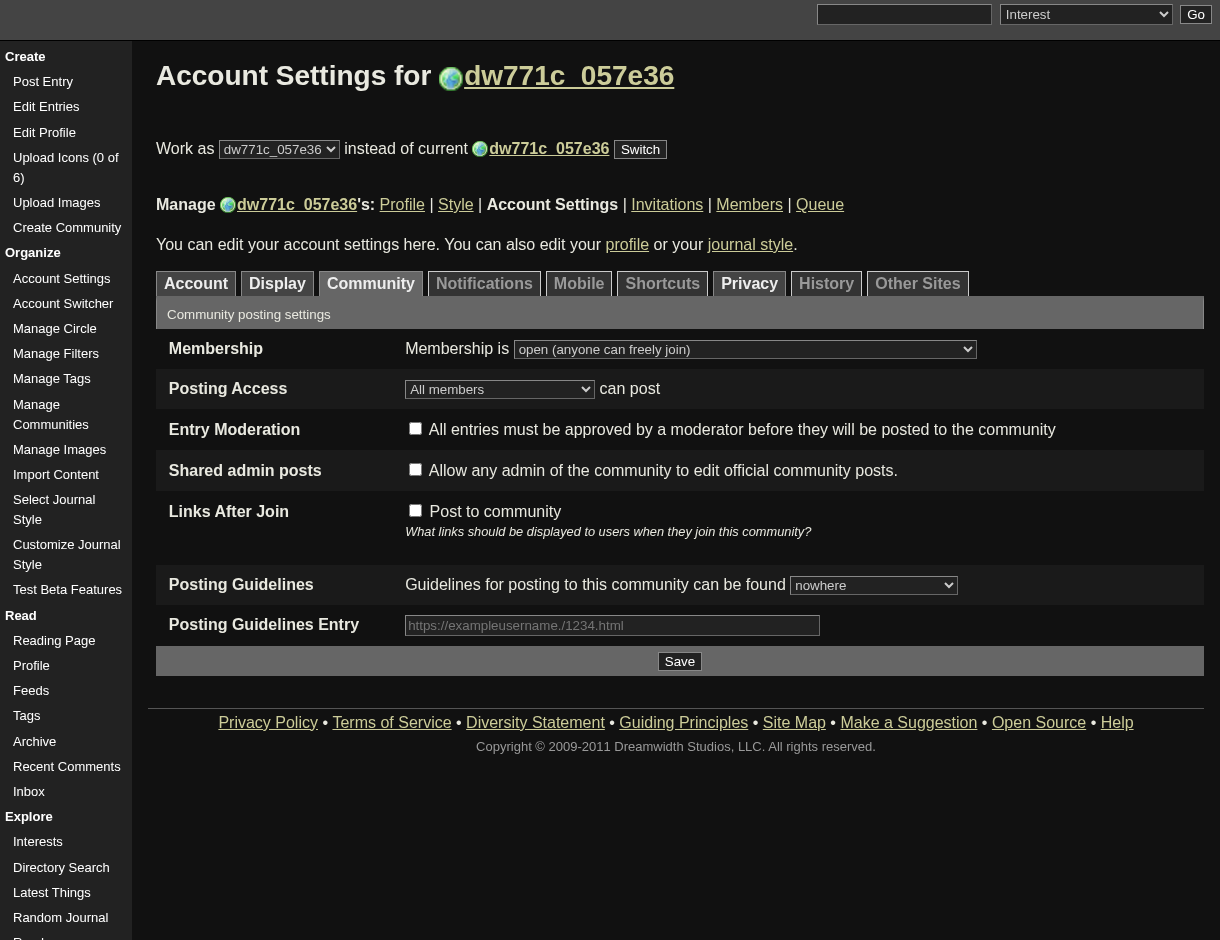 Interest Go
Create
Post Entry
Edit Entries
Edit Profile
Upload Icons (0 of
6)
Upload Images
Create Community
Organize
Account Settings
Account Switcher
Manage Circle
Manage Filters
Manage Tags
Manage
Communities
Manage Images
Import Content
Select Journal
Style
Customize Journal
Style
Test Beta Features
Read
Reading Page
Profile
Feeds
Tags
Archive
Recent Comments
Inbox
Explore
Interests
Directory Search
Latest Things
Random Journal
Account Settings for dw771c_057e36
Work as dw771c_057e36 instead of current dw771c_057e36 Switch
Manage dw771c_057e36's: Profile | Style | Account Settings | Invitations | Members | Queue
You can edit your account settings here. You can also edit your profile or your journal style.
Account Display Community Notifications Mobile Shortcuts Privacy History Other Sites
Community posting settings
Membership Membership is open (anyone can freely join)
Posting Access All members can post
Entry Moderation All entries must be approved by a moderator before they will be posted to the community
Shared admin posts Allow any admin of the community to edit official community posts.
Links After Join Post to community
What links should be displayed to users when they join this community?
Posting Guidelines Guidelines for posting to this community can be found nowhere
Posting Guidelines Entry https://exampleusername./1234.html
Save
Privacy Policy • Terms of Service • Diversity Statement • Guiding Principles • Site Map • Make a Suggestion • Open Source • Help
Copyright © 2009-2011 Dreamwidth Studios, LLC. All rights reserved.